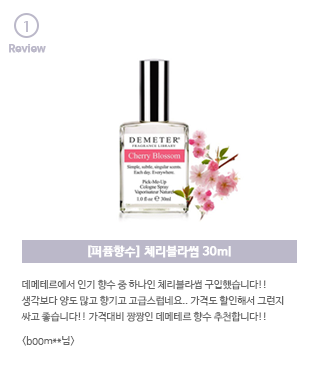 1
Review
DEMETER®
FRAGRANCE LIBRARY
Cherry Blossom
Simple, subtle, singular scents.
Each day. Everywhere.
Pick-Me-Up
Cologne Spray
Vaporisateur Naturel
1.0 fl oz ℮ 30ml
[퍼퓸향수] 체리블라썸 30ml
데메테르에서 인기 향수 중 하나인 체리블라썸 구입했습니다!!
생각보다 양도 많고 향기고 고급스럽네요.. 가격도 할인해서 그런지
싸고 좋습니다!! 가격대비 짱짱인 데메테르 향수 추천합니다!!
<boom**님>